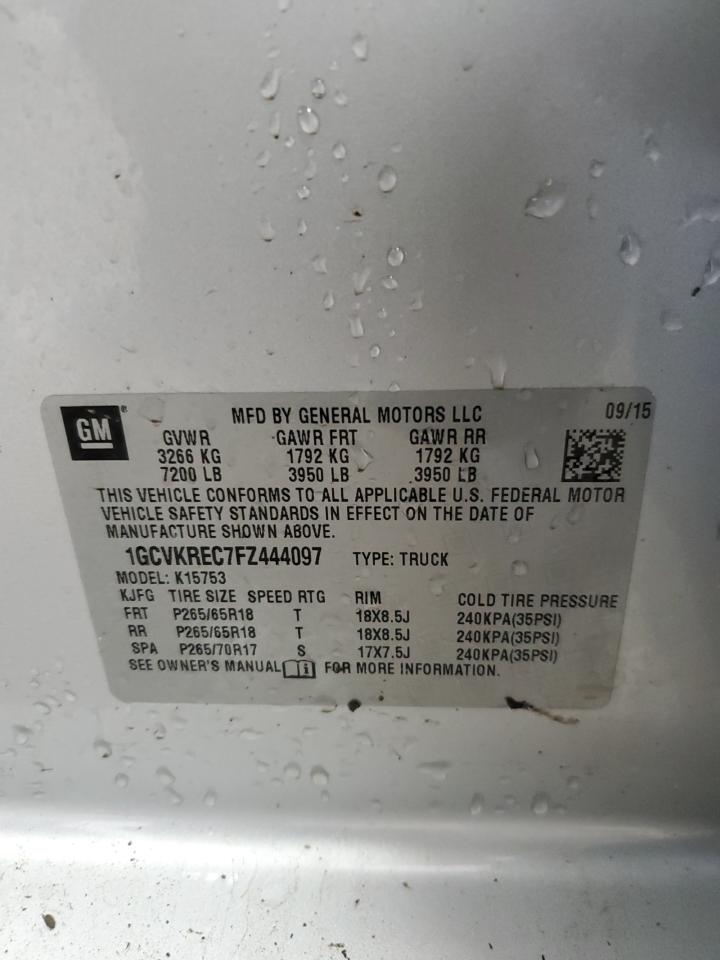 GM ®
MFD BY GENERAL MOTORS LLC 09/15
GVWR GAWR FRT GAWR RR
3266 KG 1792 KG 1792 KG
7200 LB 3950 LB 3950 LB
THIS VEHICLE CONFORMS TO ALL APPLICABLE U.S. FEDERAL MOTOR
VEHICLE SAFETY STANDARDS IN EFFECT ON THE DATE OF
MANUFACTURE SHOWN ABOVE.
1GCVKREC7FZ444097 TYPE: TRUCK
MODEL: K15753
KJFG TIRE SIZE SPEED RTG RIM COLD TIRE PRESSURE
FRT P265/65R18 T 18X8.5J 240KPA(35PSI)
RR P265/65R18 T 18X8.5J 240KPA(35PSI)
SPA P265/70R17 S 17X7.5J 240KPA(35PSI)
SEE OWNER'S MANUAL i FOR MORE INFORMATION.